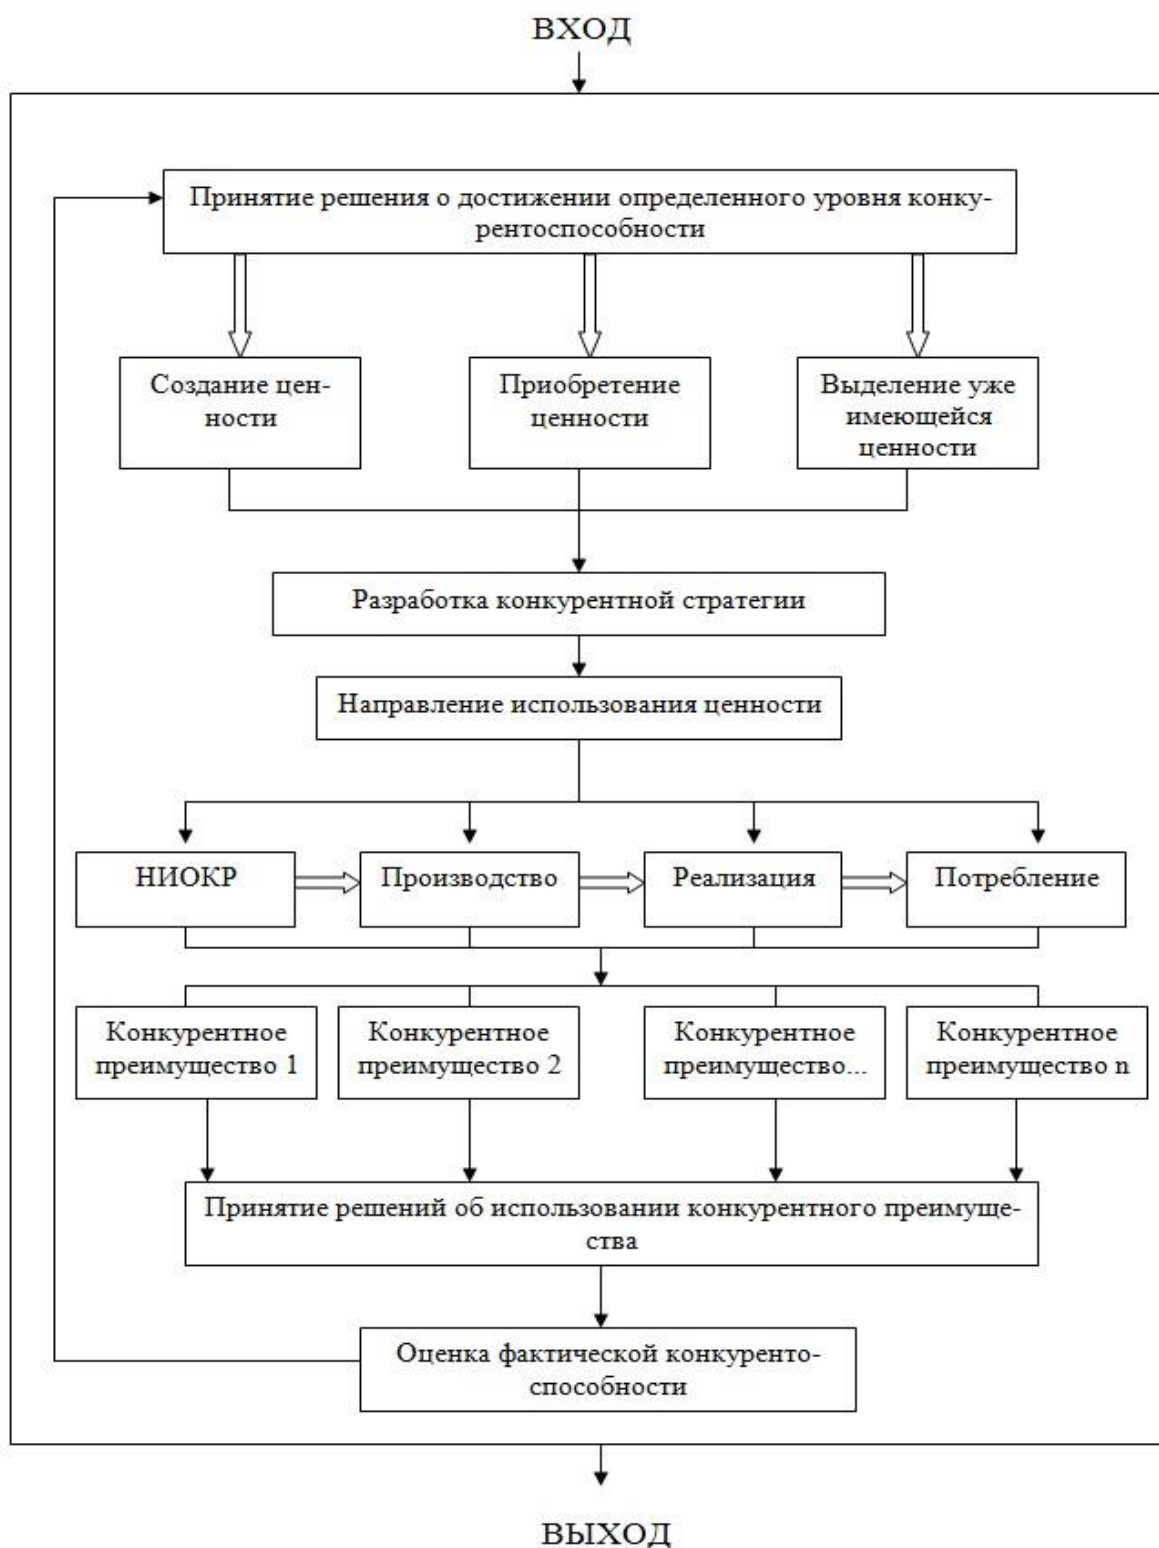 ВХОД
Принятие решения о достижении определенного уровня конку-
рентоспособности
Создание цен-
ности
Приобретение
ценности
Выделение уже
имеющейся
ценности
Разработка конкурентной стратегии
Направление использования ценности
НИОКР
Производство
Реализация
Потребление
Конкурентное
преимущество 1
Конкурентное
преимущество 2
Конкурентное
преимущество...
Конкурентное
преимущество n
Принятие решений об использовании конкурентного преимуще-
ства
Оценка фактической конкуренто-
способности
ВЫХОД